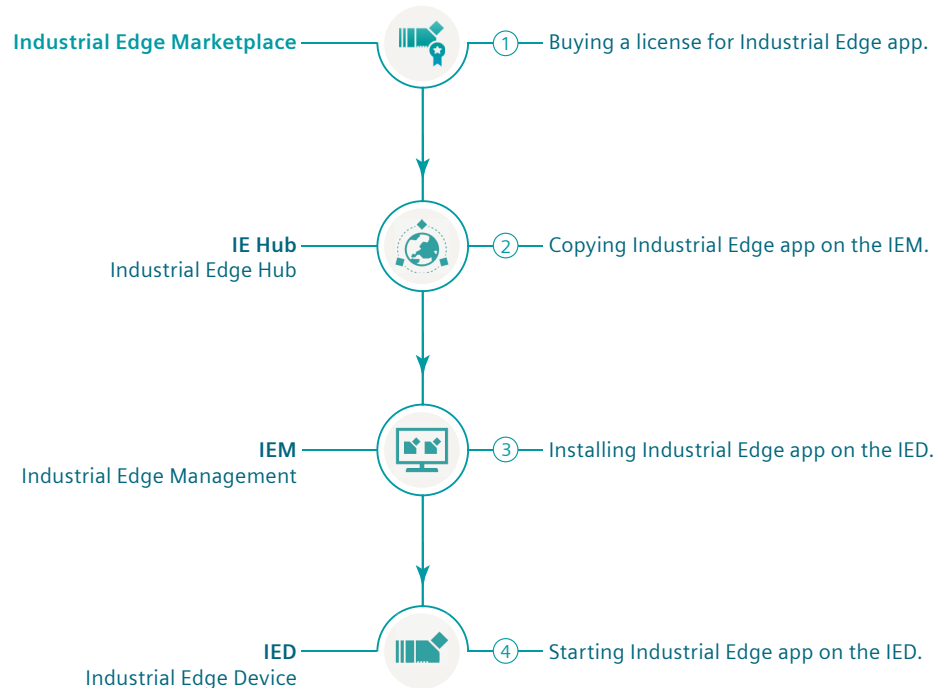 Industrial Edge Marketplace
1
Buying a license for Industrial Edge app.
IE Hub
Industrial Edge Hub
2
Copying Industrial Edge app on the IEM.
IEM
Industrial Edge Management
3
Installing Industrial Edge app on the IED.
IED
Industrial Edge Device
4
Starting Industrial Edge app on the IED.